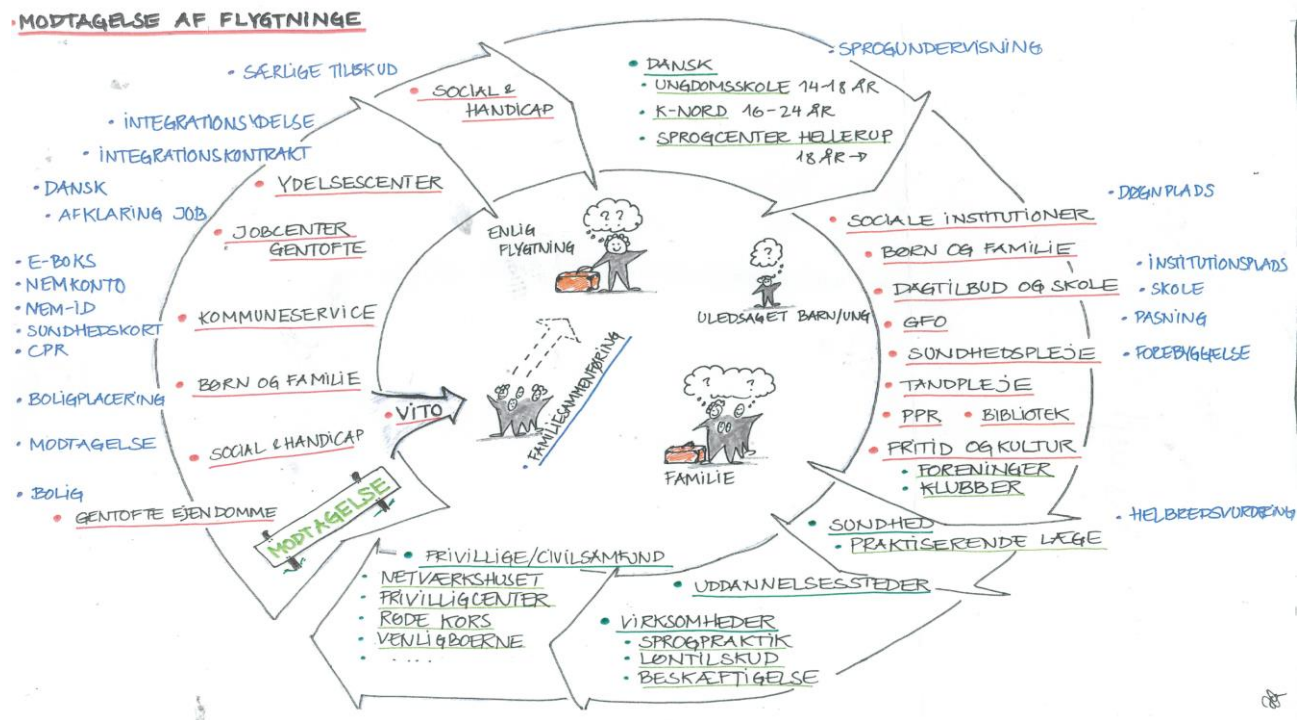 • MODTAGELSE AF FLYGTNINGE
• SÆRLIGE TILSKUD
• INTEGRATIONSYDELSE
• INTEGRATIONSKONTRAKT
• DANSK
• AFKLARING JOB
• E-BOKS
• NEMKONTO
• NEM-ID
• SUNDHEDSKORT
• CPR
• BOLIGPLACERING
• MODTAGELSE
• BOLIG
• SOCIAL &
HANDICAP
• YDELSESCENTER
• JOBCENTER
GENTOFTE
• KOMMUNESERVICE
• BØRN OG FAMILIE
• SOCIAL & HANDICAP
• GENTOFTE EJENDOMME
MODTAGELSE
• VITO
• DANSK
• UNGDOMSSKOLE 14-18 ÅR
• K-NORD 16-24 ÅR
• SPROGCENTER HELLERUP
18 ÅR →
• SPROGUNDERVISNING
ENLIG
FLYGTNING
? ?
?
ULEDSAGET BARN/UNG
• FAMILIESAMMENFØRING
? ?
FAMILIE
• SOCIALE INSTITUTIONER
• BØRN OG FAMILIE
• DAGTILBUD OG SKOLE
• GFO
• SUNDHEDSPLEJE
• TANDPLEJE
• PPR • BIBLIOTEK
• FRITID OG KULTUR
• FORENINGER
• KLUBBER
• DØGNPLADS
• INSTITUTIONSPLADS
• SKOLE
• PASNING
• FOREBYGGELSE
• HELBREDSVURDERING
• SUNDHED
• PRAKTISERENDE LÆGE
• UDDANNELSESSTEDER
• VIRKSOMHEDER
• SPROGPRAKTIK
• LØNTILSKUD
• BESKÆFTIGELSE
• FRIVILLIGE/CIVILSAMFUND
• NETVÆRKSHUSET
• FRIVILLIGCENTER
• RØDE KORS
• VENLIGBOERNE
• .....